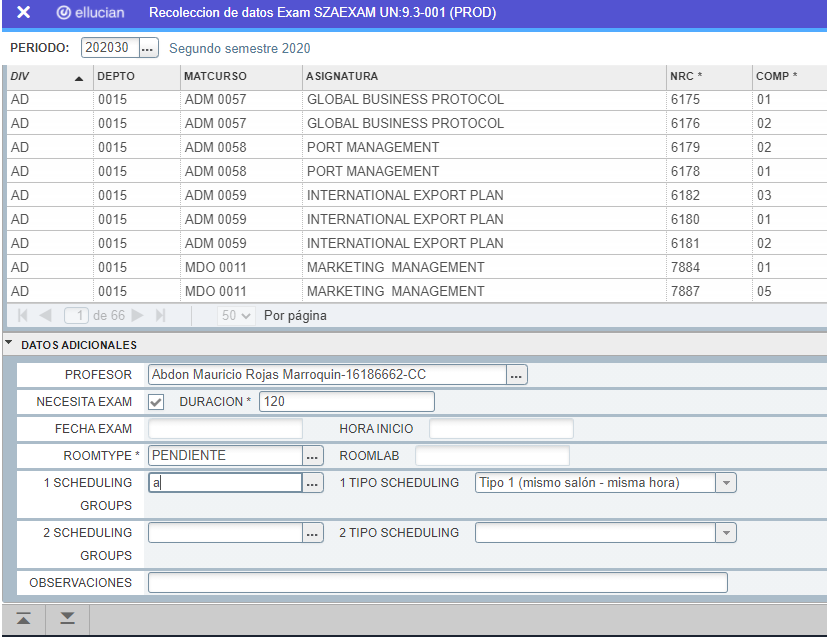 ellucian Recoleccion de datos Exam SZAEXAM UN:9.3-001 (PROD)
PERIODO: 202030 ... Segundo semestre 2020
DIV DEPTO MATCURSO ASIGNATURA NRC * COMP *
AD 0015 ADM 0057 GLOBAL BUSINESS PROTOCOL 6175 01
AD 0015 ADM 0057 GLOBAL BUSINESS PROTOCOL 6176 02
AD 0015 ADM 0058 PORT MANAGEMENT 6179 02
AD 0015 ADM 0058 PORT MANAGEMENT 6178 01
AD 0015 ADM 0059 INTERNATIONAL EXPORT PLAN 6182 03
AD 0015 ADM 0059 INTERNATIONAL EXPORT PLAN 6180 01
AD 0015 ADM 0059 INTERNATIONAL EXPORT PLAN 6181 02
AD 0015 MDO 0011 MARKETING MANAGEMENT 7884 01
AD 0015 MDO 0011 MARKETING MANAGEMENT 7887 05
1 de 66 50 Por página
DATOS ADICIONALES
PROFESOR Abdon Mauricio Rojas Marroquin-16186662-CC ...
NECESITA EXAM DURACION * 120
FECHA EXAM HORA INICIO
ROOMTYPE * PENDIENTE ... ROOMLAB
1 SCHEDULING a ... 1 TIPO SCHEDULING Tipo 1 (mismo salón - misma hora)
GROUPS
2 SCHEDULING ... 2 TIPO SCHEDULING
GROUPS
OBSERVACIONES